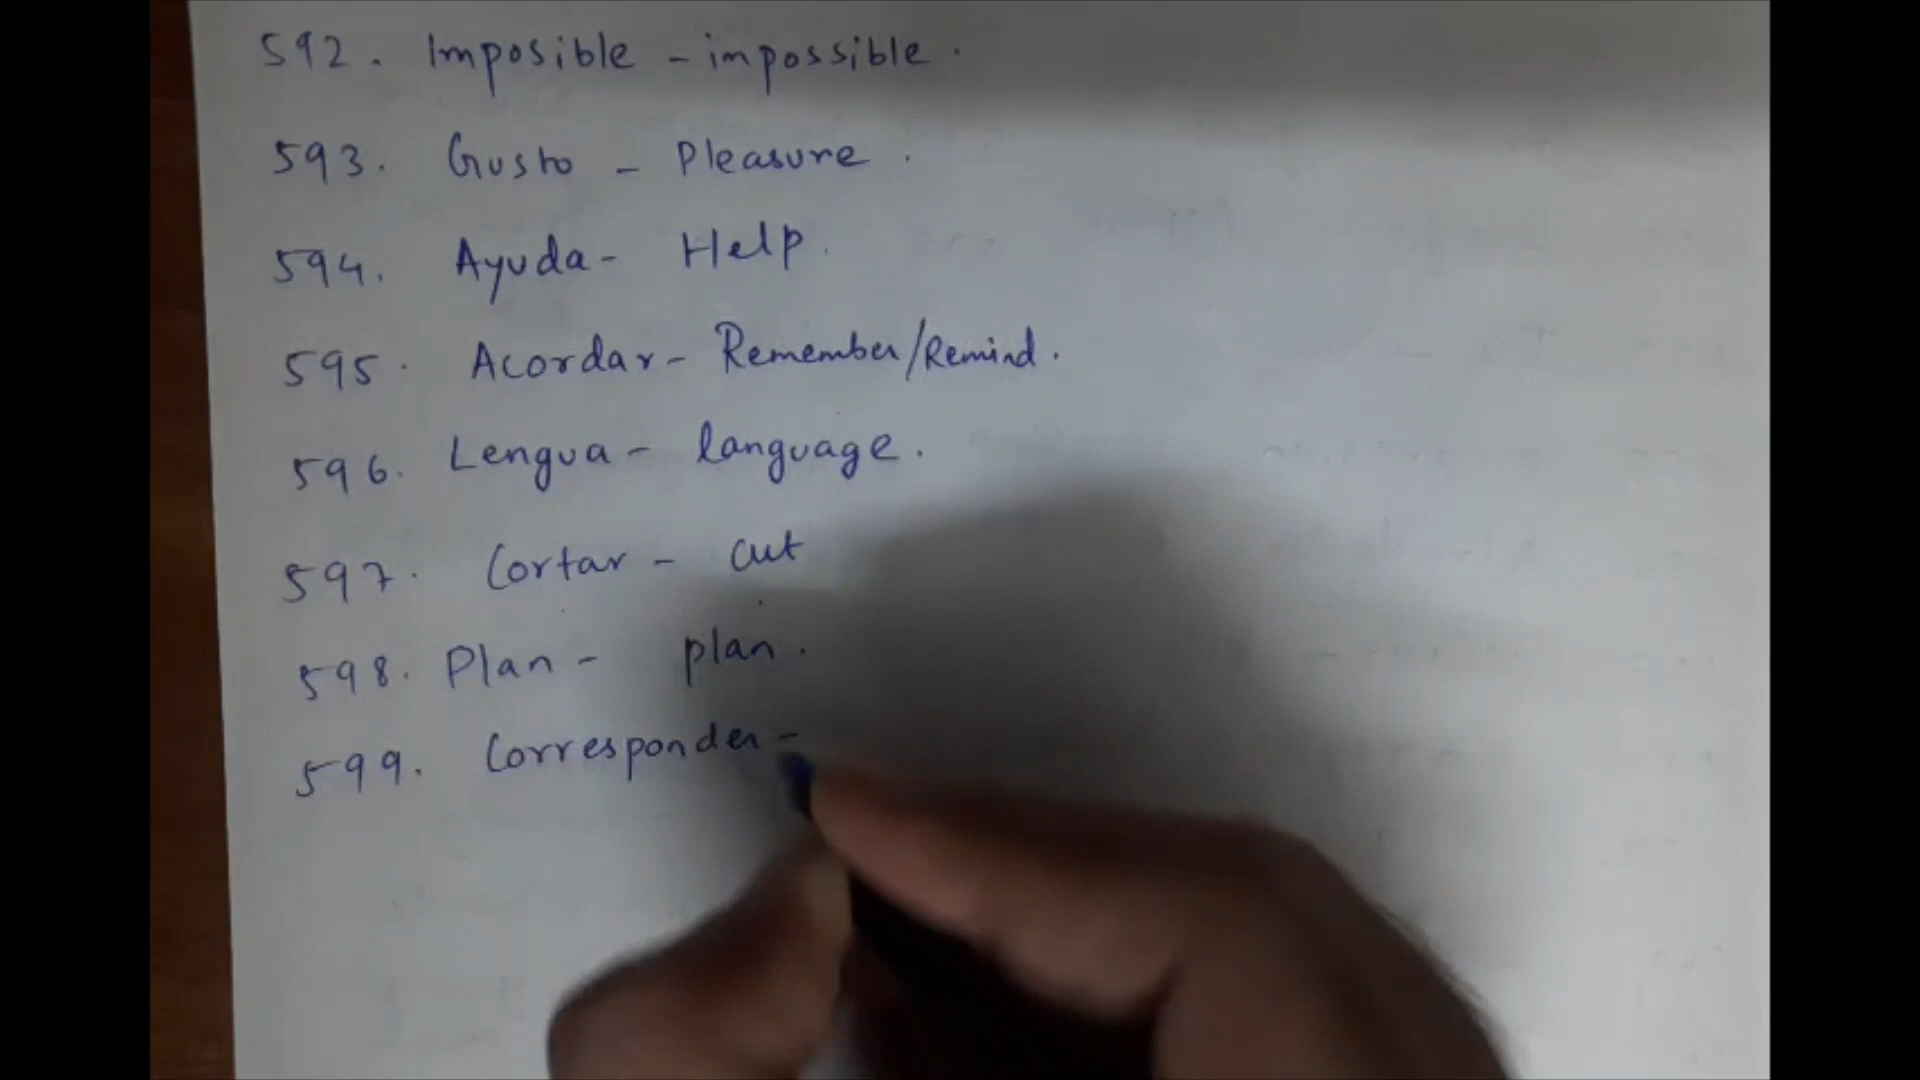 592. Imposible - impossible.
593. Gusto - Pleasure.
594. Ayuda - Help.
595. Acordar - Remember/Remind.
596. Lengua - language.
597. Cortar - cut
598. Plan - plan.
599. Corresponder -